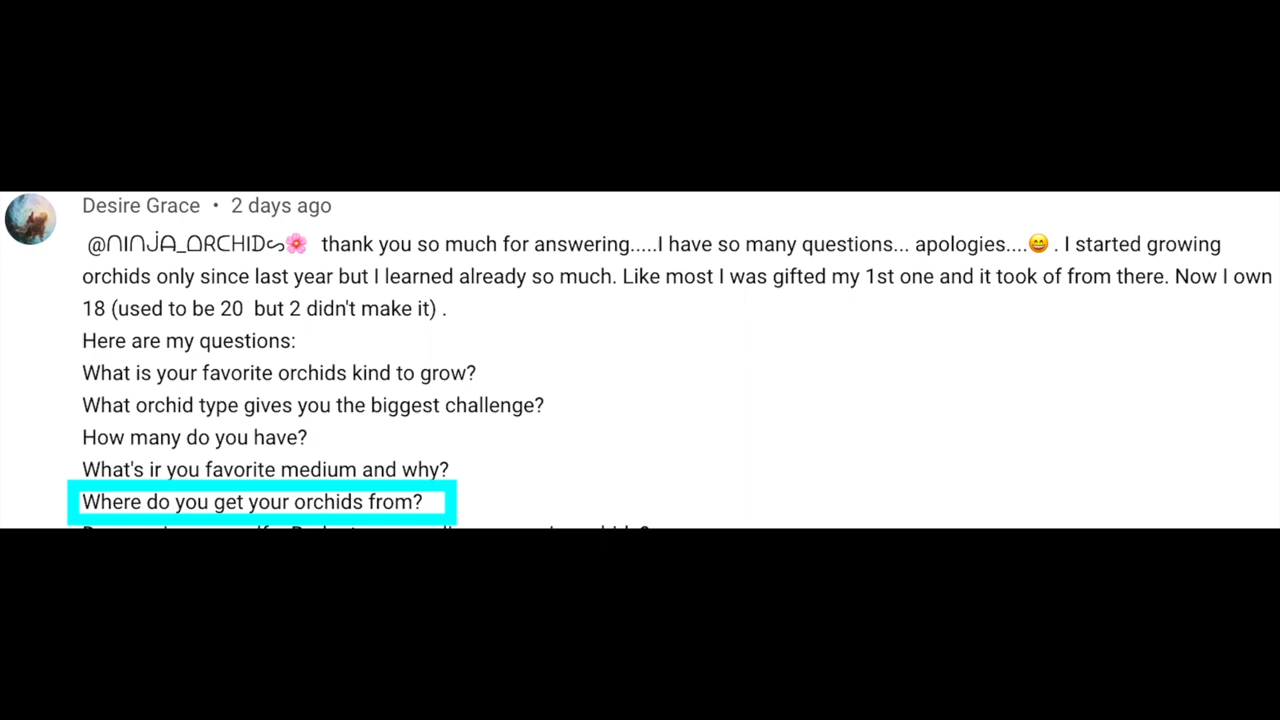 Desire Grace • 2 days ago
@ᑎIᑎJᗩ_ᗝᖇᑕᕼIᗪᔕ🌸 thank you so much for answering.....I have so many questions... apologies....😄 . I started growing
orchids only since last year but I learned already so much. Like most I was gifted my 1st one and it took of from there. Now I own
18 (used to be 20 but 2 didn't make it) .
Here are my questions:
What is your favorite orchids kind to grow?
What orchid type gives you the biggest challenge?
How many do you have?
What's ir you favorite medium and why?
Where do you get your orchids from?